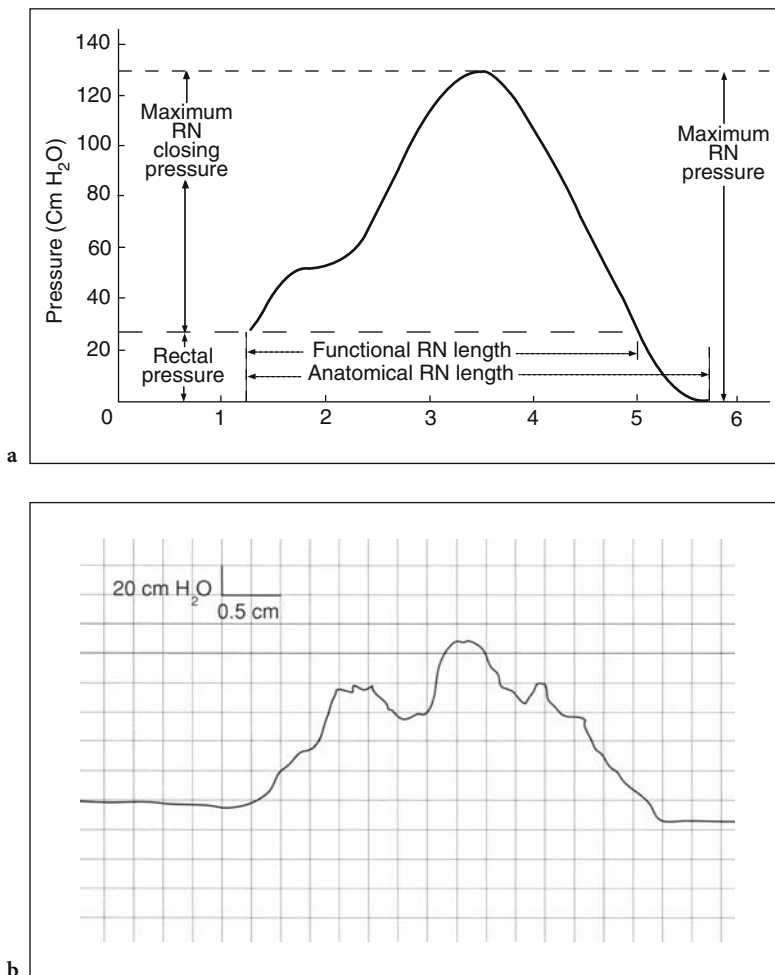 140
120
100
80
60
40
20
0
Pressure (Cm H2O)
Maximum
RN
closing
pressure
Rectal
pressure
Maximum
RN
pressure
Functional RN length
Anatomical RN length
0 1 2 3 4 5 6
a
20 cm H2O
0.5 cm
b